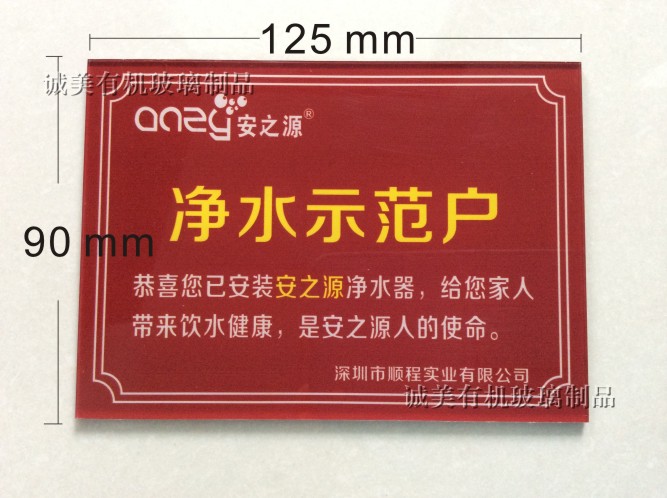 125 mm
诚美有机玻璃制品
anzy安之源®
净水示范户
90 mm
恭喜您已安装安之源净水器，给您家人
带来饮水健康，是安之源人的使命。
深圳市顺程实业有限公司
诚美有机玻璃制品